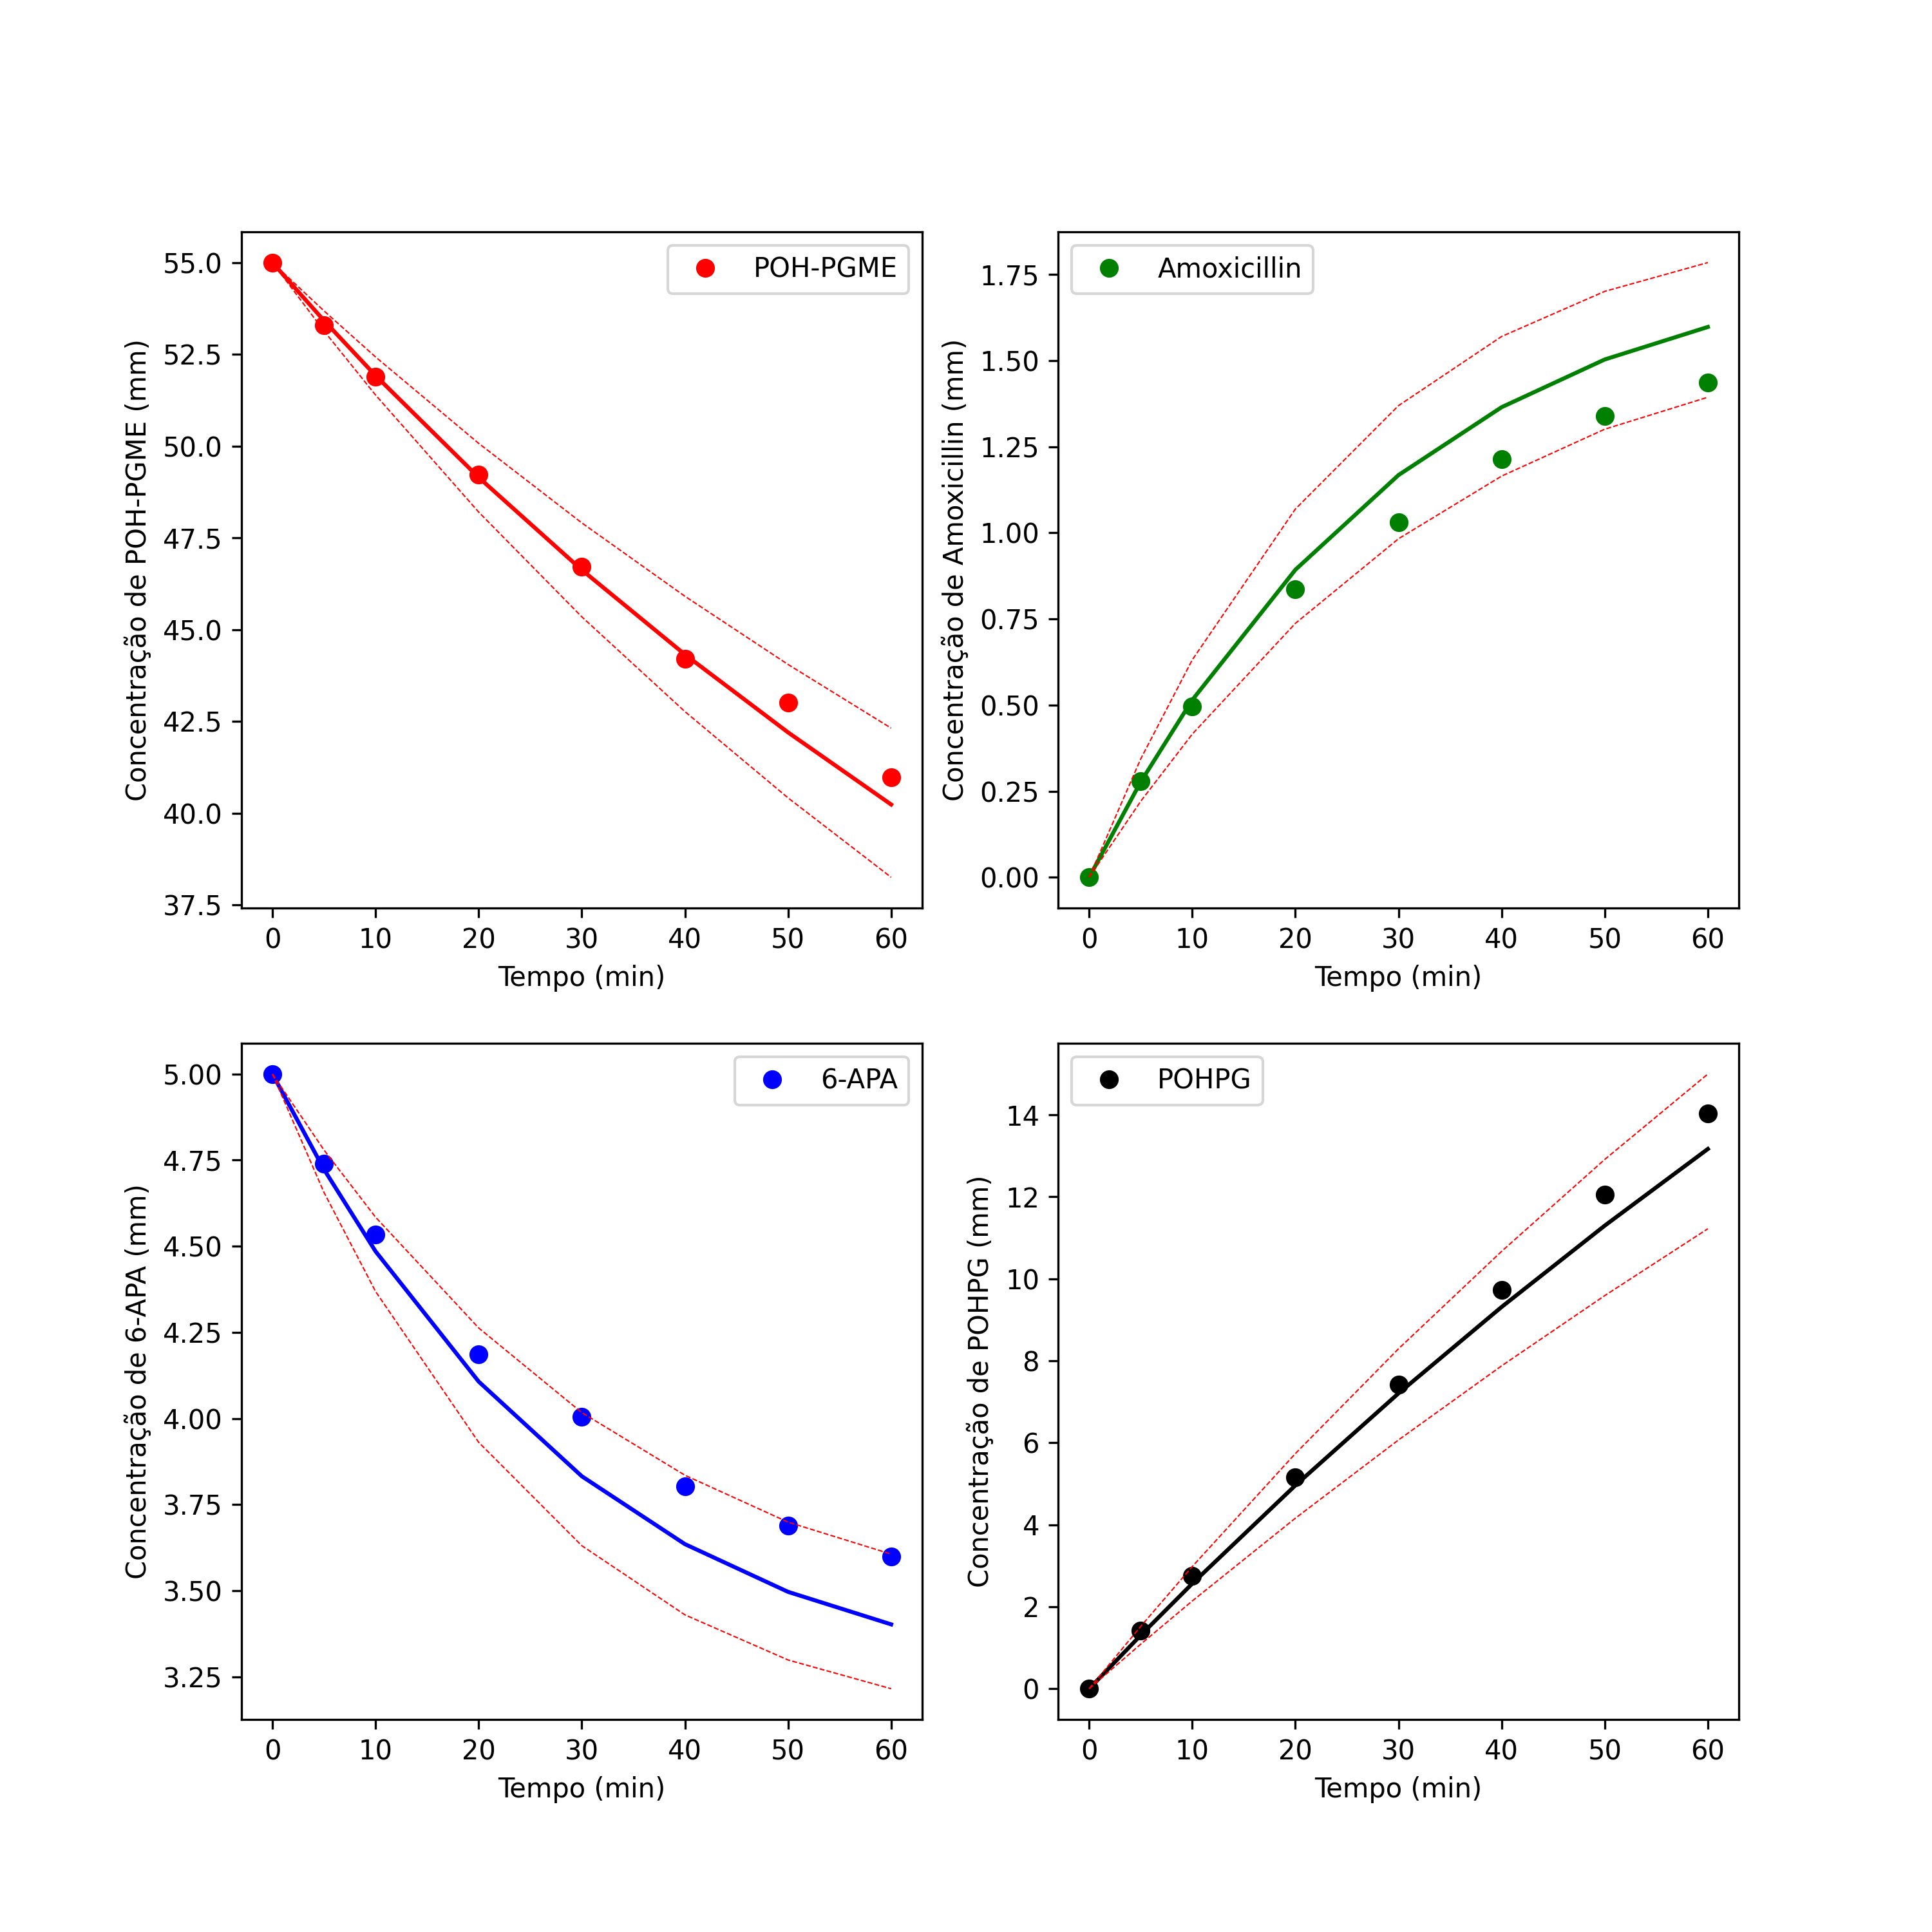 POH-PGME
Concentração de POH-PGME (mm)
55.0
52.5
50.0
47.5
45.0
42.5
40.0
37.5
0 10 20 30 40 50 60
Tempo (min)
Amoxicillin
Concentração de Amoxicillin (mm)
1.75
1.50
1.25
1.00
0.75
0.50
0.25
0.00
0 10 20 30 40 50 60
Tempo (min)
6-APA
Concentração de 6-APA (mm)
5.00
4.75
4.50
4.25
4.00
3.75
3.50
3.25
0 10 20 30 40 50 60
Tempo (min)
POHPG
Concentração de POHPG (mm)
14
12
10
8
6
4
2
0
0 10 20 30 40 50 60
Tempo (min)